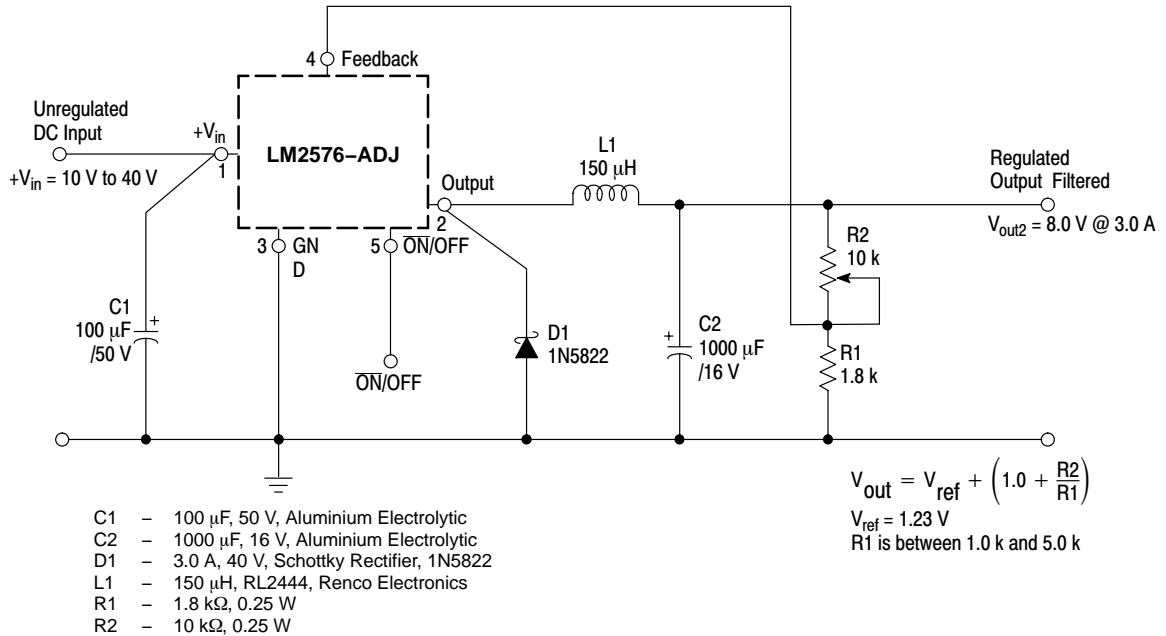 4 Feedback
Unregulated
DC Input
+Vin
1
+Vin = 10 V to 40 V
LM2576–ADJ
Output
2
L1
150 μH
Regulated
Output Filtered
Vout2 = 8.0 V @ 3.0 A
3 GN
D
5 ON/OFF
R2
10 k
C1
100 μF
/50 V
+
ON/OFF
D1
1N5822
+
C2
1000 μF
/16 V
R1
1.8 k
Vout = Vref + (1.0 + R2/R1)
Vref = 1.23 V
R1 is between 1.0 k and 5.0 k
C1 – 100 μF, 50 V, Aluminium Electrolytic
C2 – 1000 μF, 16 V, Aluminium Electrolytic
D1 – 3.0 A, 40 V, Schottky Rectifier, 1N5822
L1 – 150 μH, RL2444, Renco Electronics
R1 – 1.8 kΩ, 0.25 W
R2 – 10 kΩ, 0.25 W